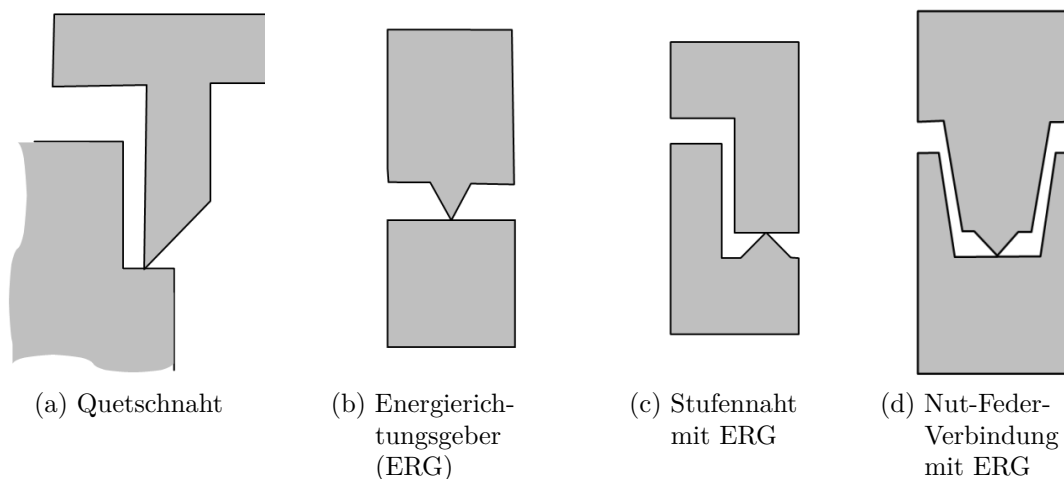 (a) Quetschnaht
(b) Energierich-
tungsgeber
(ERG)
(c) Stufennaht
mit ERG
(d) Nut-Feder-
Verbindung
mit ERG